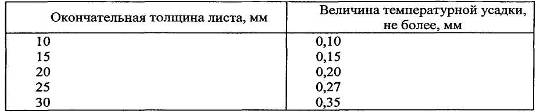 Окончательная толщина листа, мм	Величина температурной усадки,
не более, мм
10	0,10
15	0,15
20	0,20
25	0,27
30	0,35